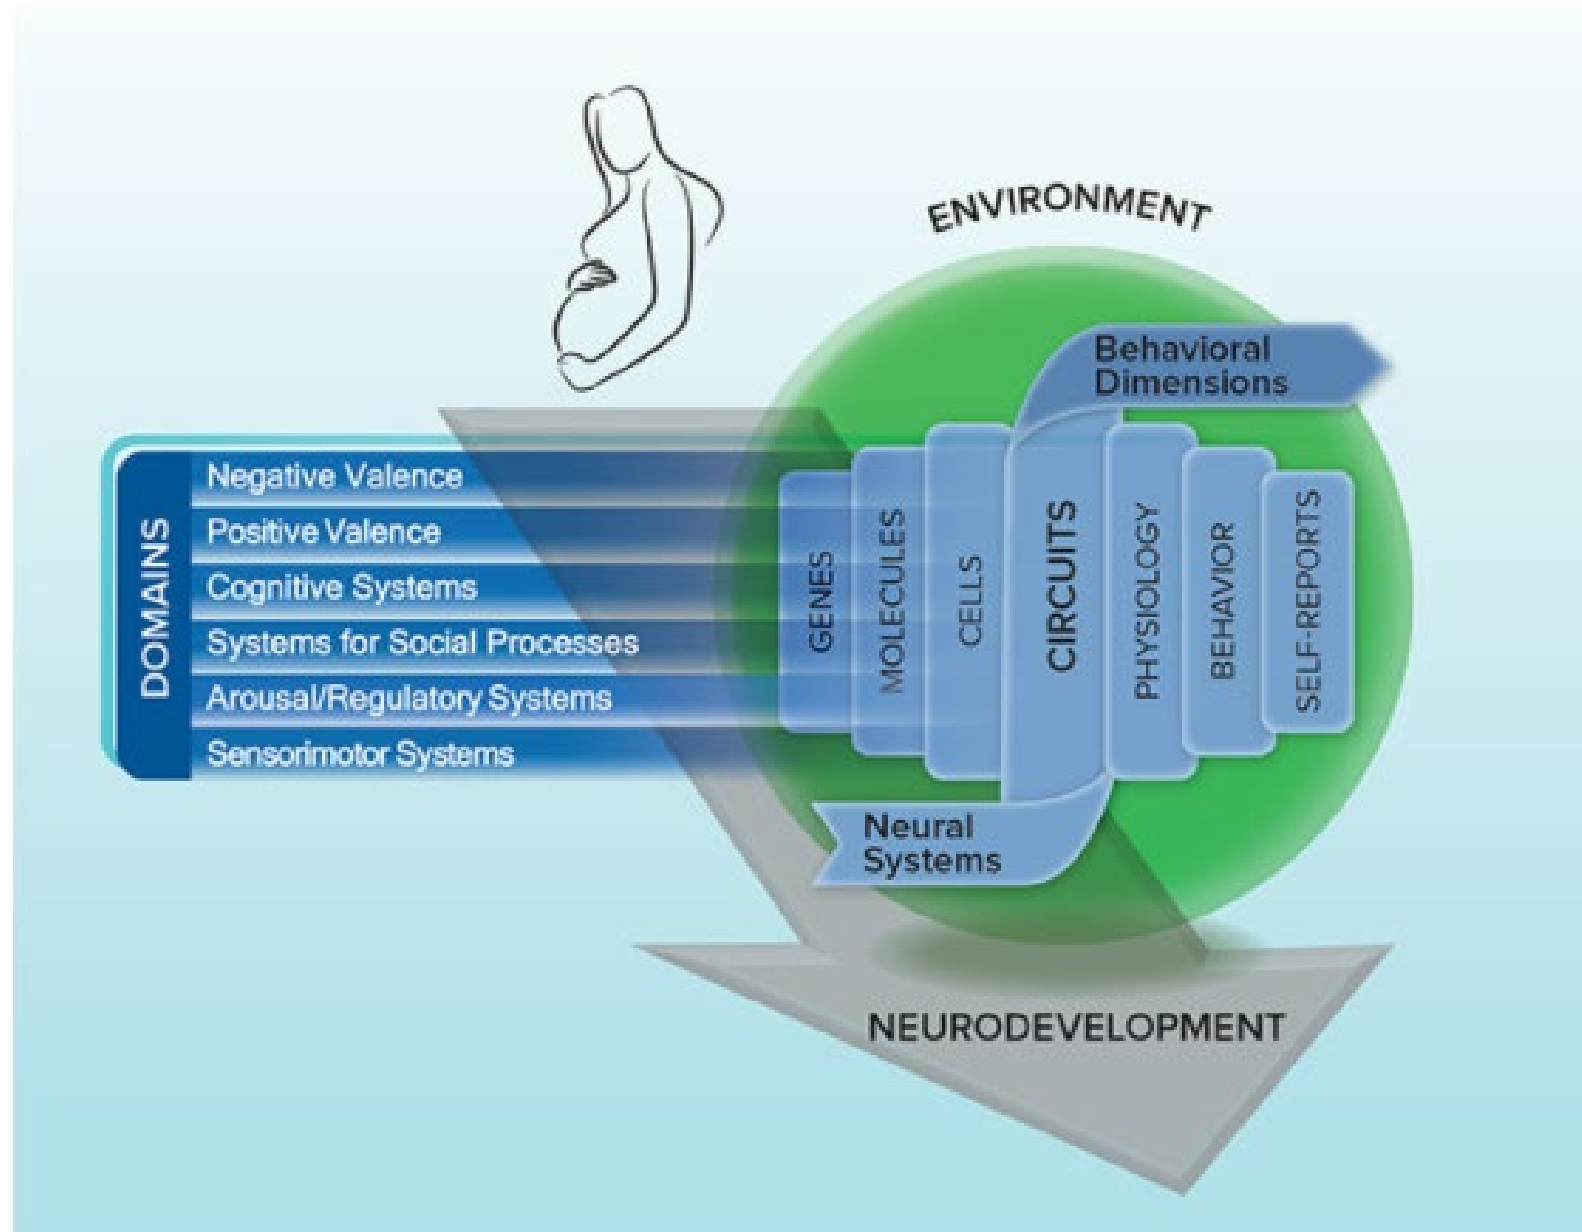 ENVIRONMENT
Behavioral
Dimensions
DOMAINS
Negative Valence
Positive Valence
Cognitive Systems
Systems for Social Processes
Arousal/Regulatory Systems
Sensorimotor Systems
GENES
MOLECULES
CELLS
CIRCUITS
PHYSIOLOGY
BEHAVIOR
SELF-REPORTS
Neural
Systems
NEURODEVELOPMENT